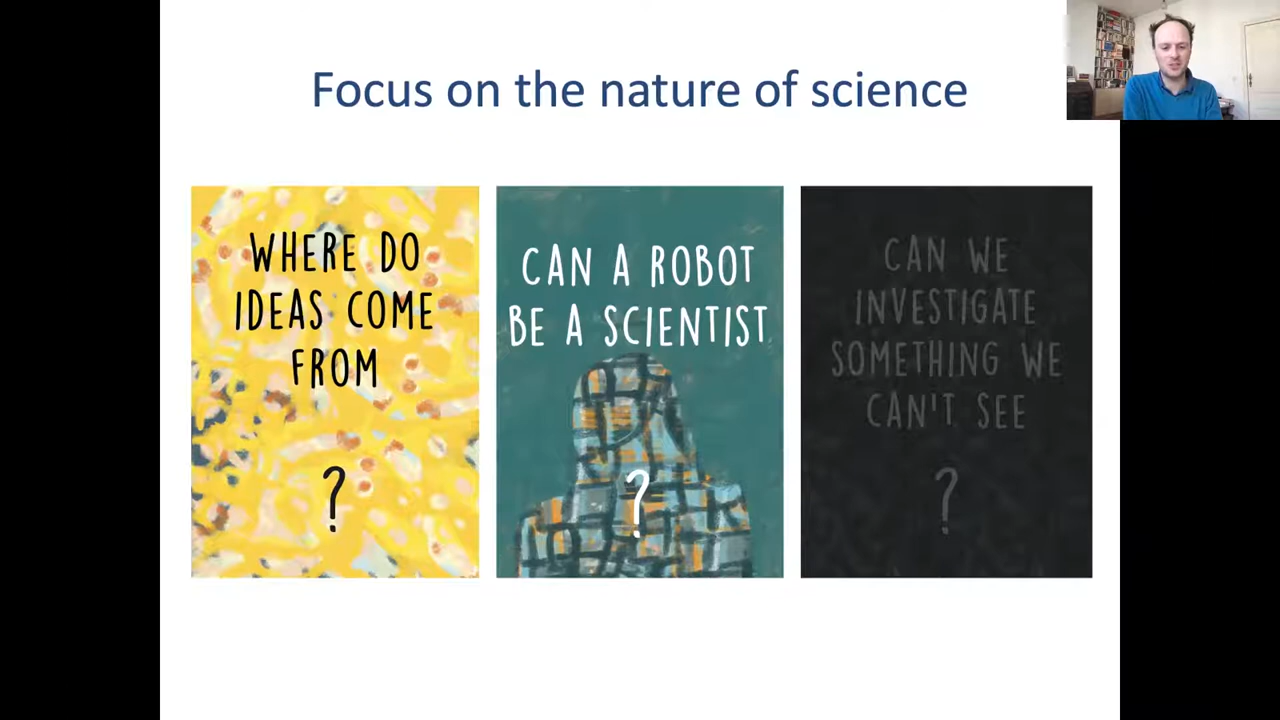 Focus on the nature of science
WHERE DO
IDEAS COME
FROM
?
CAN A ROBOT
BE A SCIENTIST
?
CAN WE
INVESTIGATE
SOMETHING WE
CAN'T SEE
?